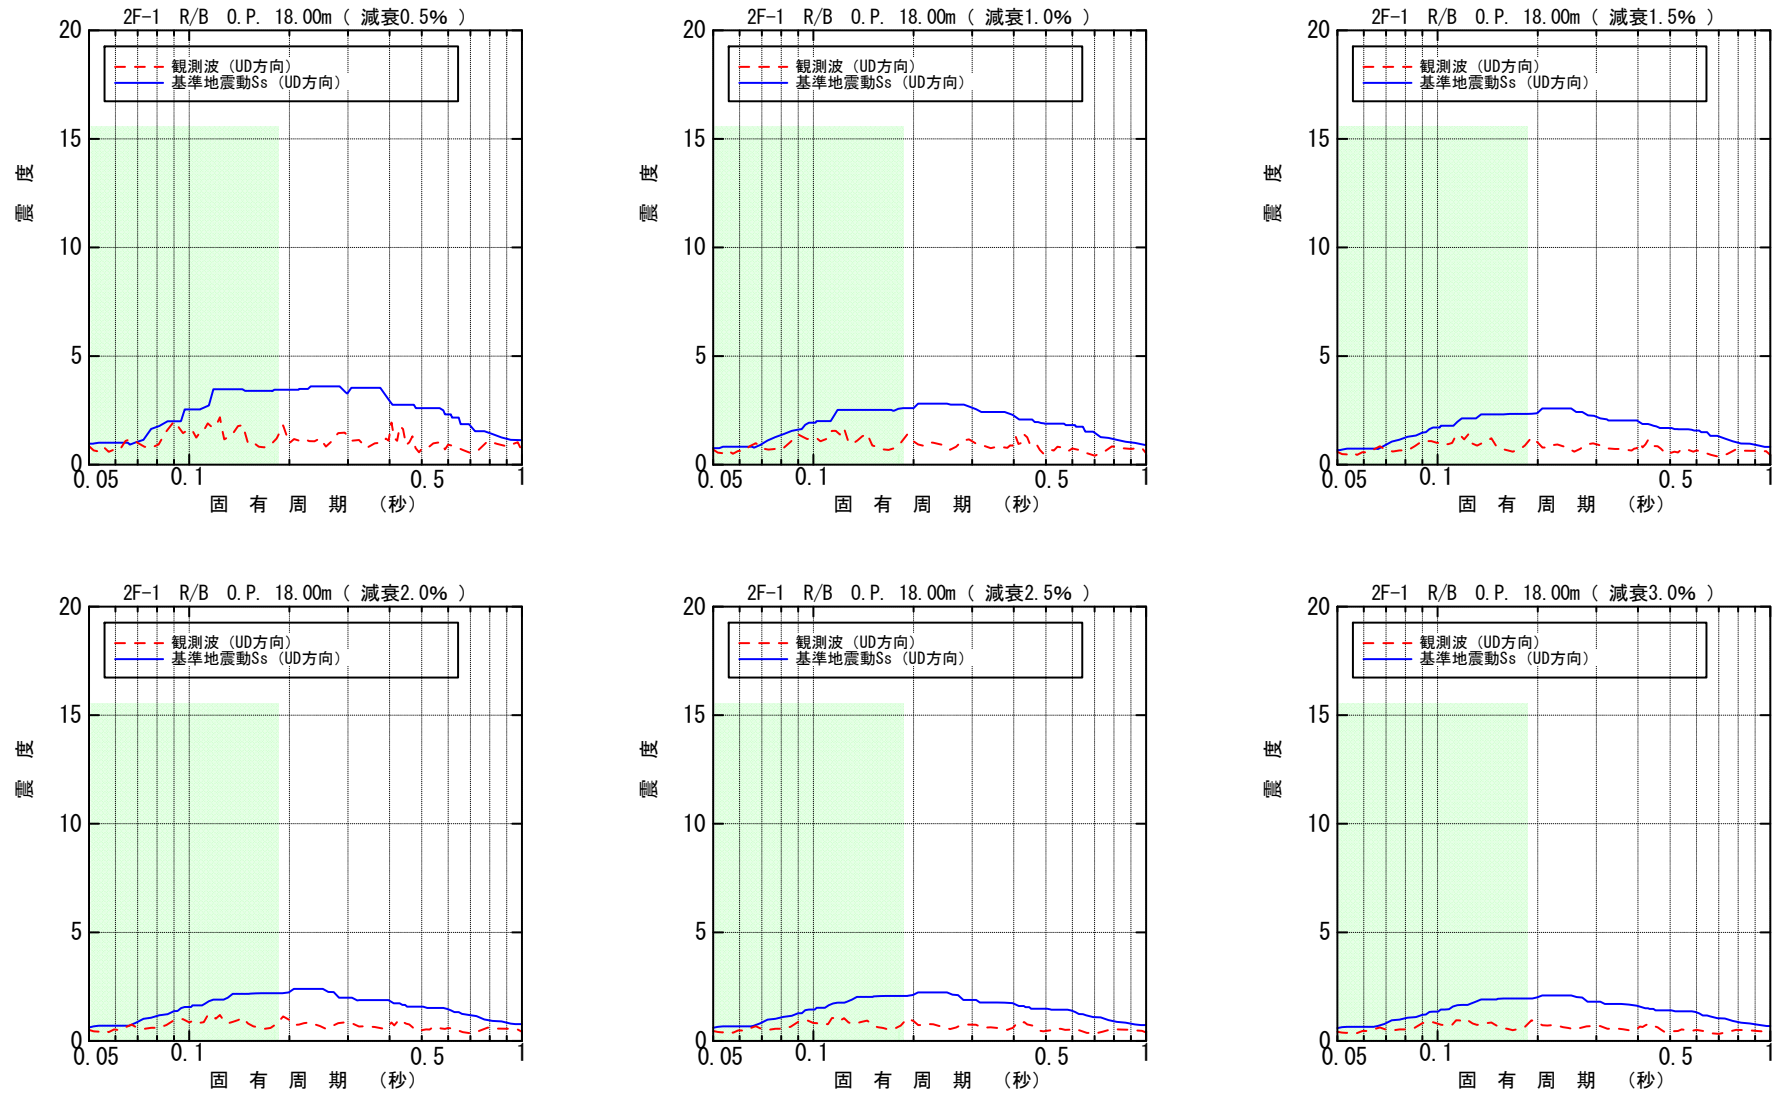 2F-1 R/B O.P. 18.00m ( 減衰0.5% )
20
15
10
5
0
震 度
観測波 (UD方向)
基準地震動Ss (UD方向)
0.05 0.1 0.5 1
固 有 周 期 (秒)
2F-1 R/B O.P. 18.00m ( 減衰1.0% )
20
15
10
5
0
震 度
観測波 (UD方向)
基準地震動Ss (UD方向)
0.05 0.1 0.5 1
固 有 周 期 (秒)
2F-1 R/B O.P. 18.00m ( 減衰1.5% )
20
15
10
5
0
震 度
観測波 (UD方向)
基準地震動Ss (UD方向)
0.05 0.1 0.5 1
固 有 周 期 (秒)
2F-1 R/B O.P. 18.00m ( 減衰2.0% )
20
15
10
5
0
震 度
観測波 (UD方向)
基準地震動Ss (UD方向)
0.05 0.1 0.5 1
固 有 周 期 (秒)
2F-1 R/B O.P. 18.00m ( 減衰2.5% )
20
15
10
5
0
震 度
観測波 (UD方向)
基準地震動Ss (UD方向)
0.05 0.1 0.5 1
固 有 周 期 (秒)
2F-1 R/B O.P. 18.00m ( 減衰3.0% )
20
15
10
5
0
震 度
観測波 (UD方向)
基準地震動Ss (UD方向)
0.05 0.1 0.5 1
固 有 周 期 (秒)